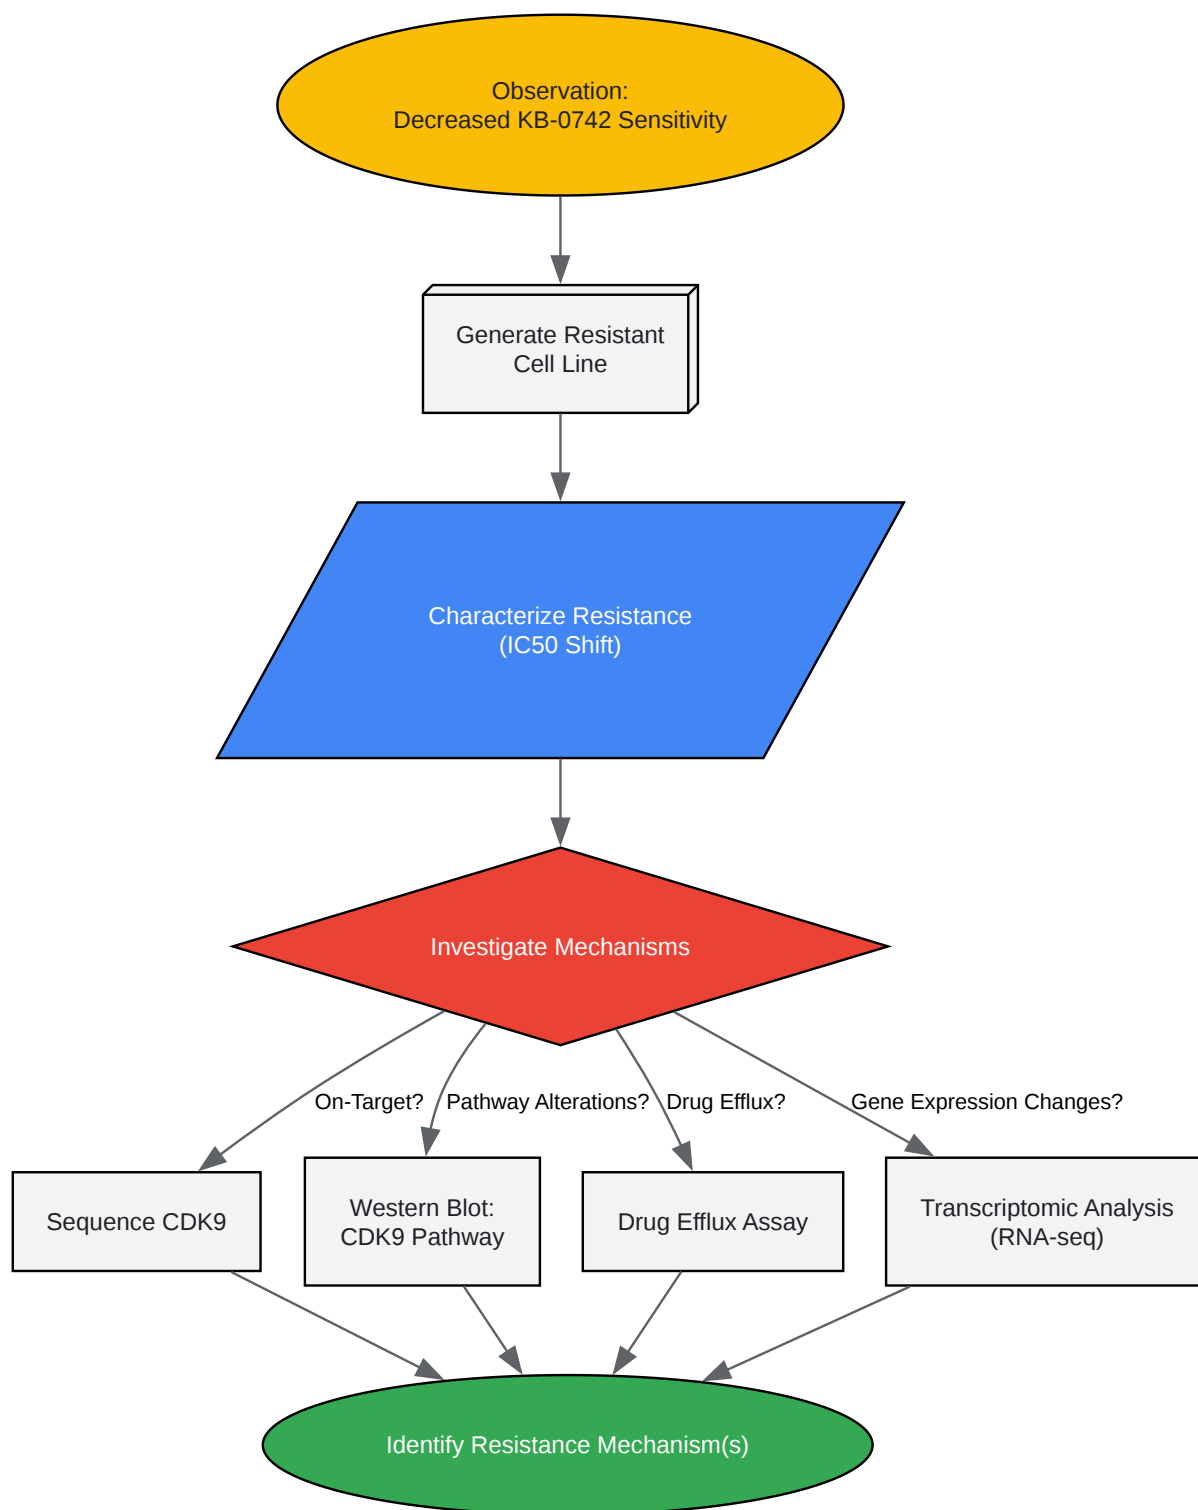 Observation:
Decreased KB-0742 Sensitivity
Generate Resistant
Cell Line
Characterize Resistance
(IC50 Shift)
Investigate Mechanisms
On-Target?
Pathway Alterations?
Drug Efflux?
Gene Expression Changes?
Sequence CDK9
Western Blot:
CDK9 Pathway
Drug Efflux Assay
Transcriptomic Analysis
(RNA-seq)
Identify Resistance Mechanism(s)